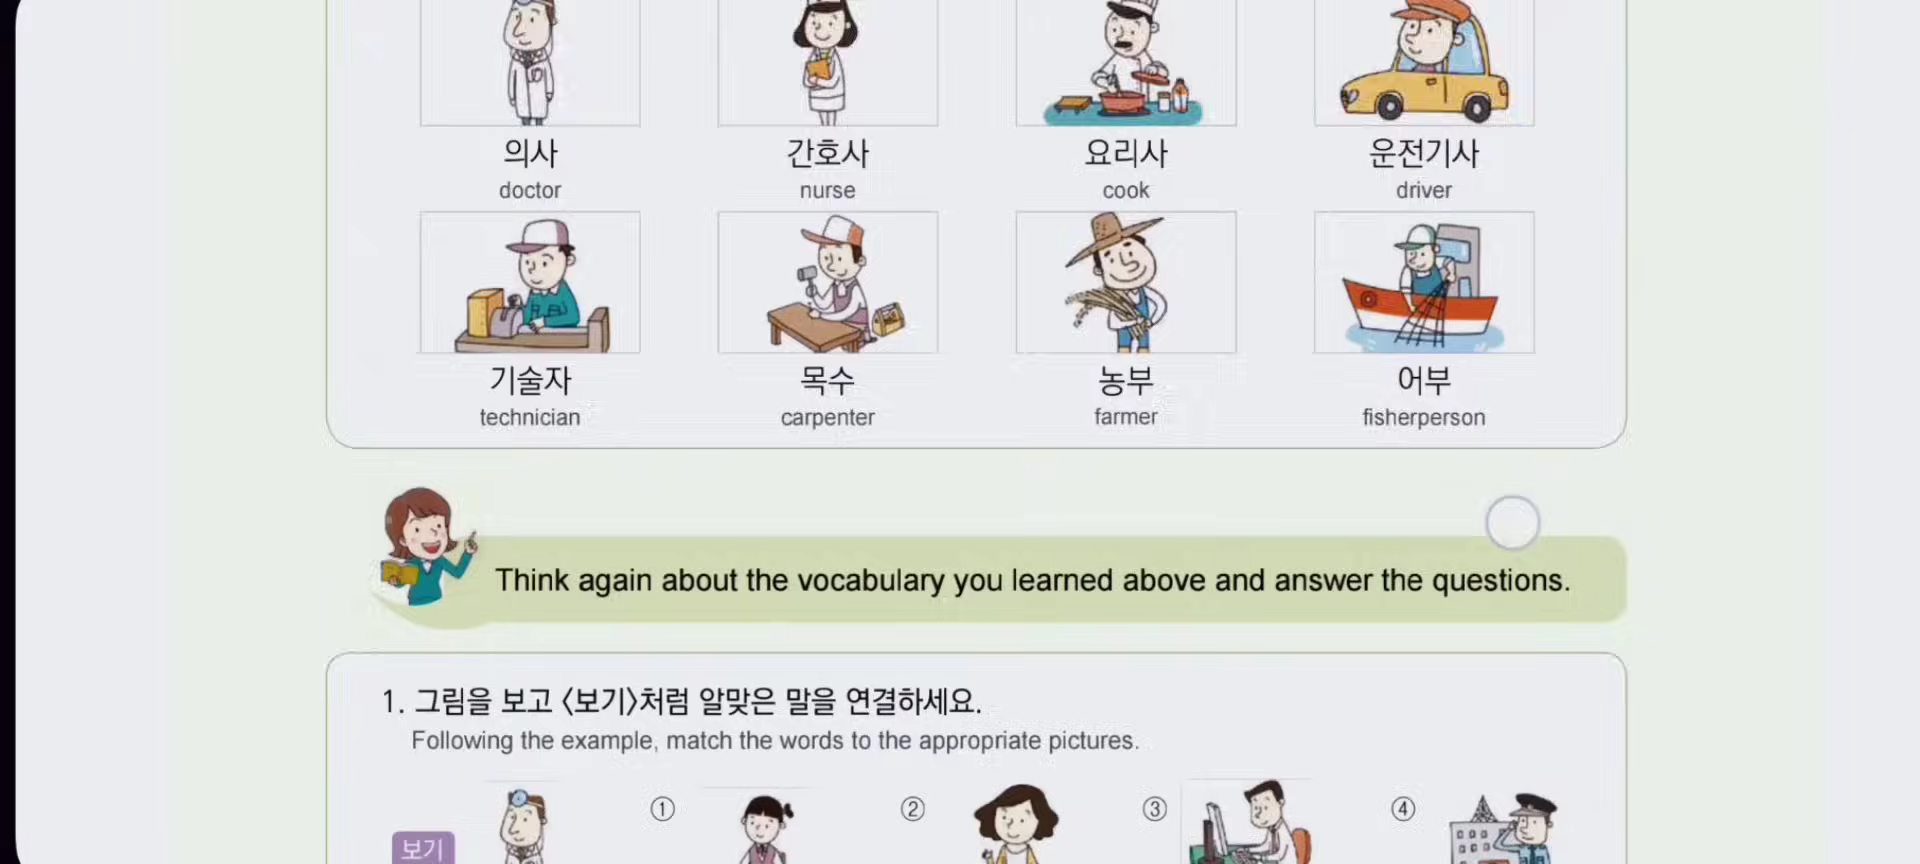 의사 간호사 요리사 운전기사
doctor nurse cook driver
기술자 목수 농부 어부
technician carpenter farmer fisherperson
Think again about the vocabulary you learned above and answer the questions.
1. 그림을 보고 〈보기〉처럼 알맞은 말을 연결하세요.
Following the example, match the words to the appropriate pictures.
보기 ① ② ③ ④